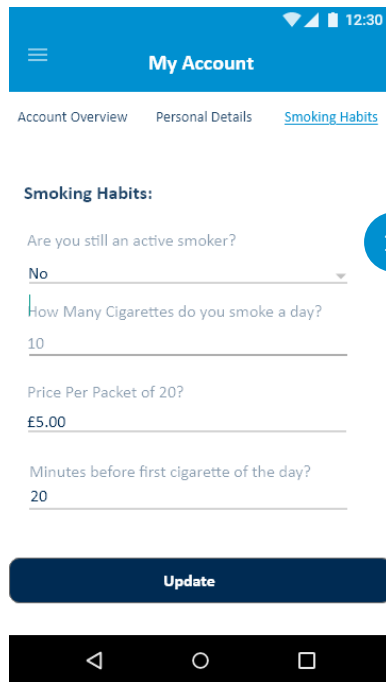 12:30
My Account
Account Overview Personal Details Smoking Habits
Smoking Habits:
Are you still an active smoker?
No
How Many Cigarettes do you smoke a day?
10
Price Per Packet of 20?
£5.00
Minutes before first cigarette of the day?
20
Update